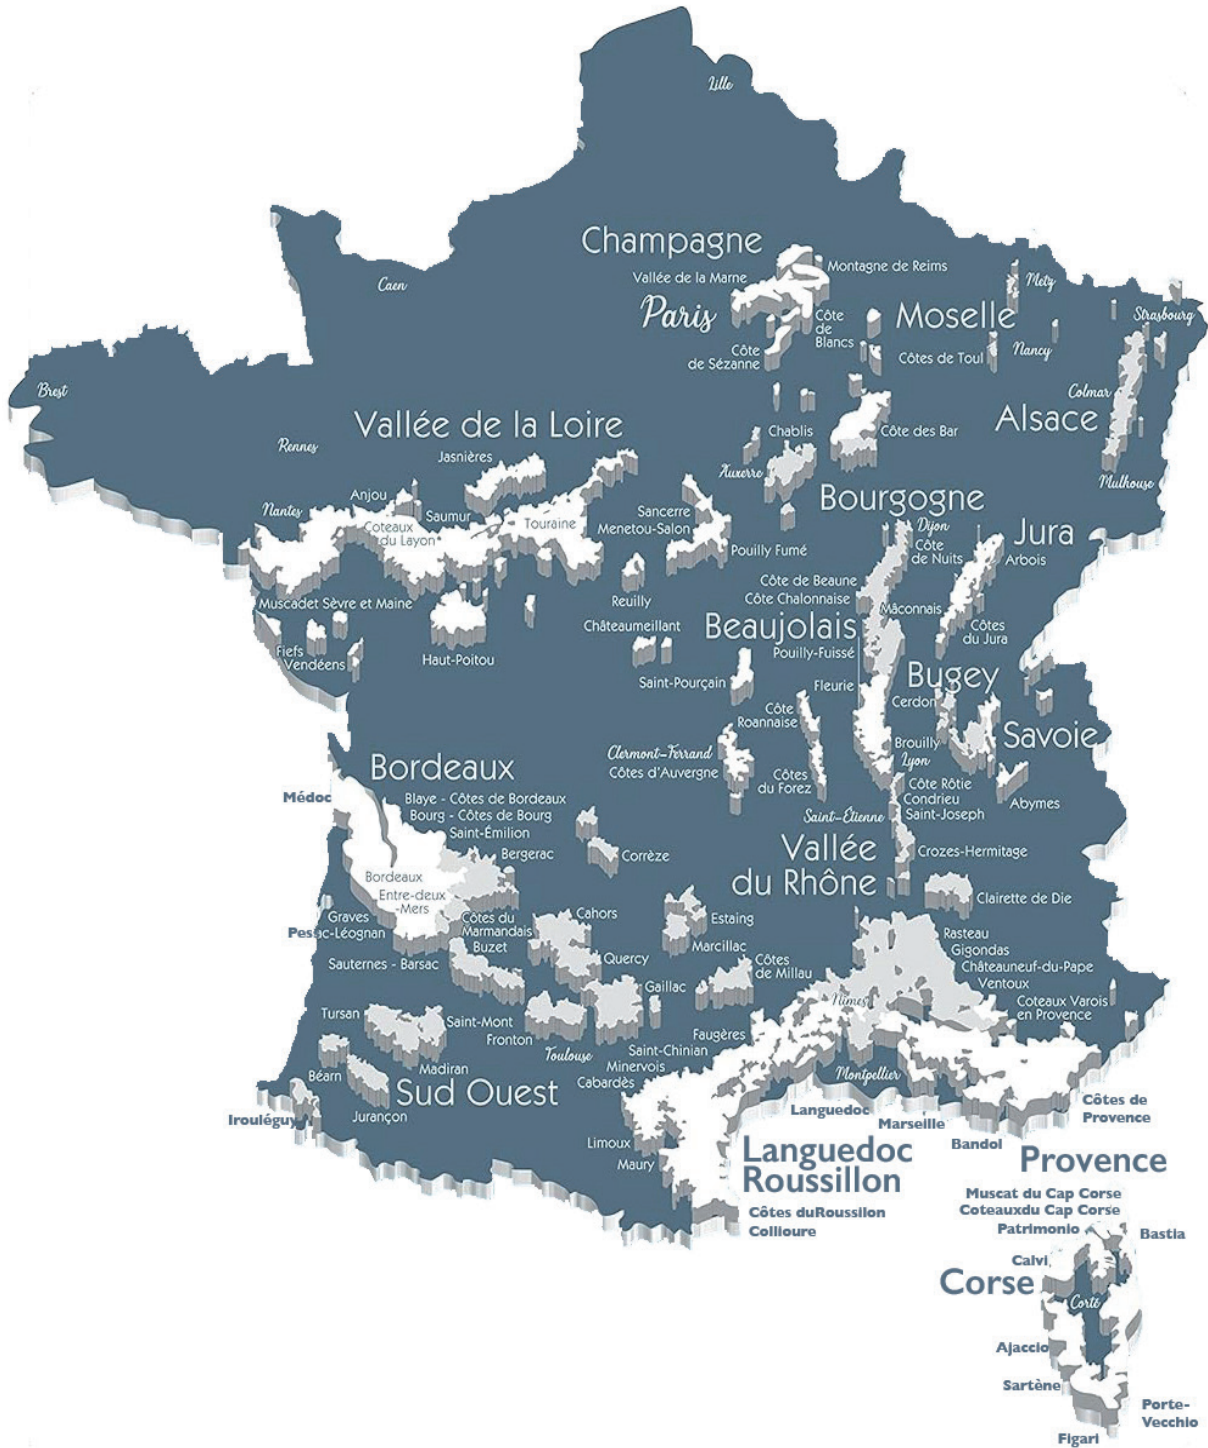 Lille
Champagne
Vallée de la Marne
Montagne de Reims
Caen
Metz
Paris
Côte
de
Blancs
Moselle
Strasbourg
Côte
de Sézanne
Côtes de Toul
Nancy
Brest
Colmar
Alsace
Vallée de la Loire
Chablis
Côte des Bar
Rennes
Jasnières
Auxerre
Mulhouse
Anjou
Bourgogne
Nantes
Saumur
Coteaux
du Layon
Touraine
Sancerre
Menetou-Salon
Dijon
Côte
de Nuits
Jura
Arbois
Pouilly Fumé
Muscadet Sèvre et Maine
Reuilly
Côte de Beaune
Côte Chalonnaise
Mâconnais
Châteaumeillant
Beaujolais
Côtes
du Jura
Fiefs
Vendéens
Haut-Poitou
Pouilly-Fuissé
Saint-Pourçain
Fleurie
Bugey
Cerdon
Côte
Roannaise
Savoie
Clermont-Ferrand
Côtes d'Auvergne
Brouilly
Lyon
Bordeaux
Côtes
du Forez
Côte Rôtie
Condrieu
Saint-Joseph
Abymes
Médoc
Blaye - Côtes de Bordeaux
Bourg - Côtes de Bourg
Saint-Émilion
Saint-Étienne
Bergerac
Corrèze
Vallée
du Rhône
Crozes-Hermitage
Bordeaux
Entre-deux
-Mers
Clairette de Die
Graves
Pessac-Léognan
Côtes du
Marmandais
Buzet
Cahors
Estaing
Rasteau
Gigondas
Châteauneuf-du-Pape
Ventoux
Marcillac
Sauternes - Barsac
Quercy
Côtes
de Millau
Gaillac
Nîmes
Coteaux Varois
en Provence
Tursan
Saint-Mont
Fronton
Toulouse
Faugères
Saint-Chinian
Minervois
Cabardès
Béarn
Madiran
Montpellier
Sud Ouest
Irouléguy
Jurançon
Languedoc
Marseille
Côtes de
Provence
Limoux
Maury
Languedoc
Roussillon
Bandol
Provence
Côtes duRoussilon
Collioure
Muscat du Cap Corse
Coteauxdu Cap Corse
Patrimonio
Bastia
Calvi
Corse
Corté
Ajaccio
Sartène
Porte-
Vecchio
Figari